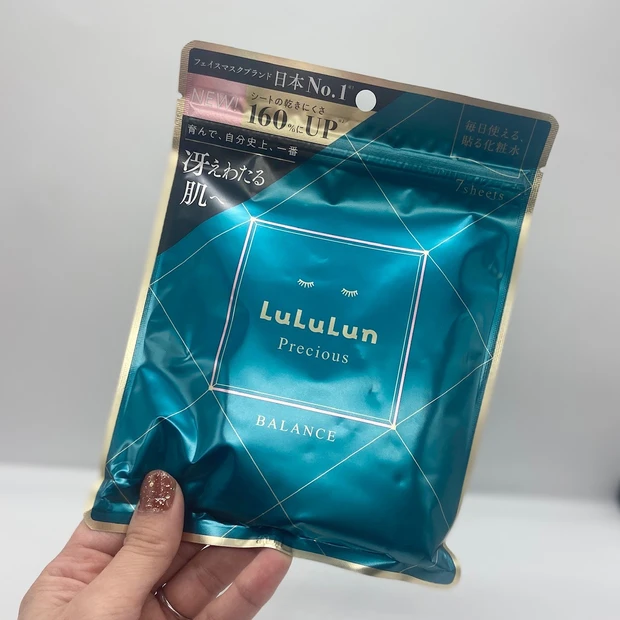 フェイスマスクブランド 日本No.1
NEW!
シートの乾きにくさ
160%にUP
育んで、自分史上、一番
冴えわたる
肌へ
毎日使える、
貼る化粧水
7sheets
LuLuLun
Precious
BALANCE